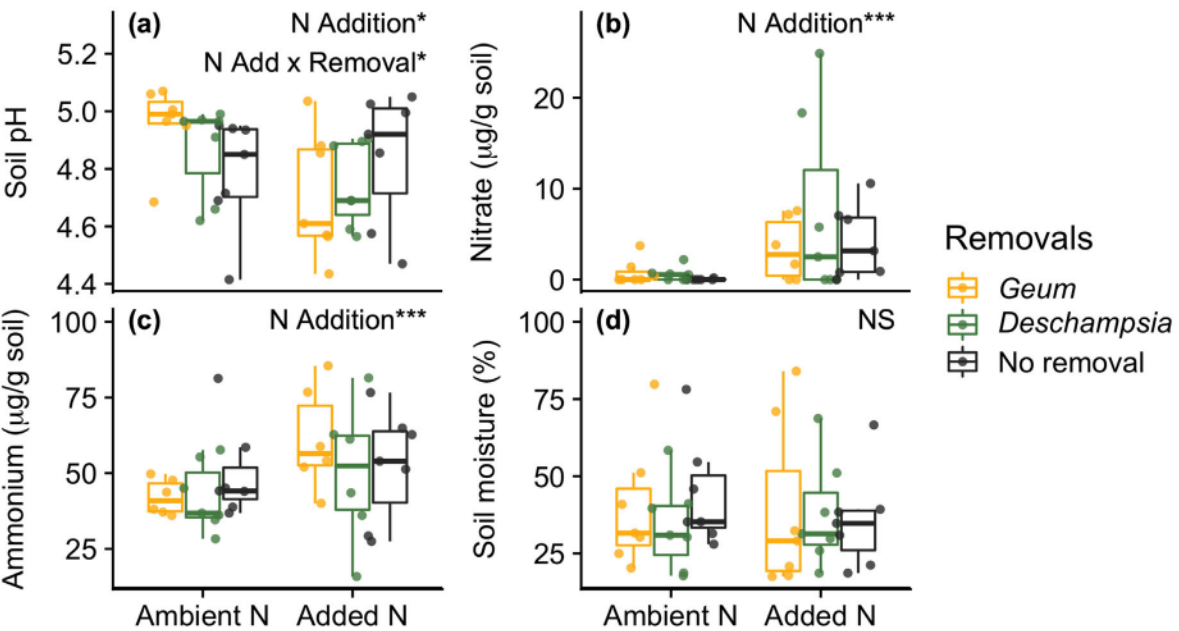 (a)
N Addition*
N Add x Removal*
Soil pH
5.2
5.0
4.8
4.6
4.4
(b)
N Addition***
Nitrate (μg/g soil)
20
10
0
(c)
N Addition***
Ammonium (μg/g soil)
100
75
50
25
Ambient N
Added N
(d)
NS
Soil moisture (%)
100
75
50
25
Ambient N
Added N
Removals
Geum
Deschampsia
No removal